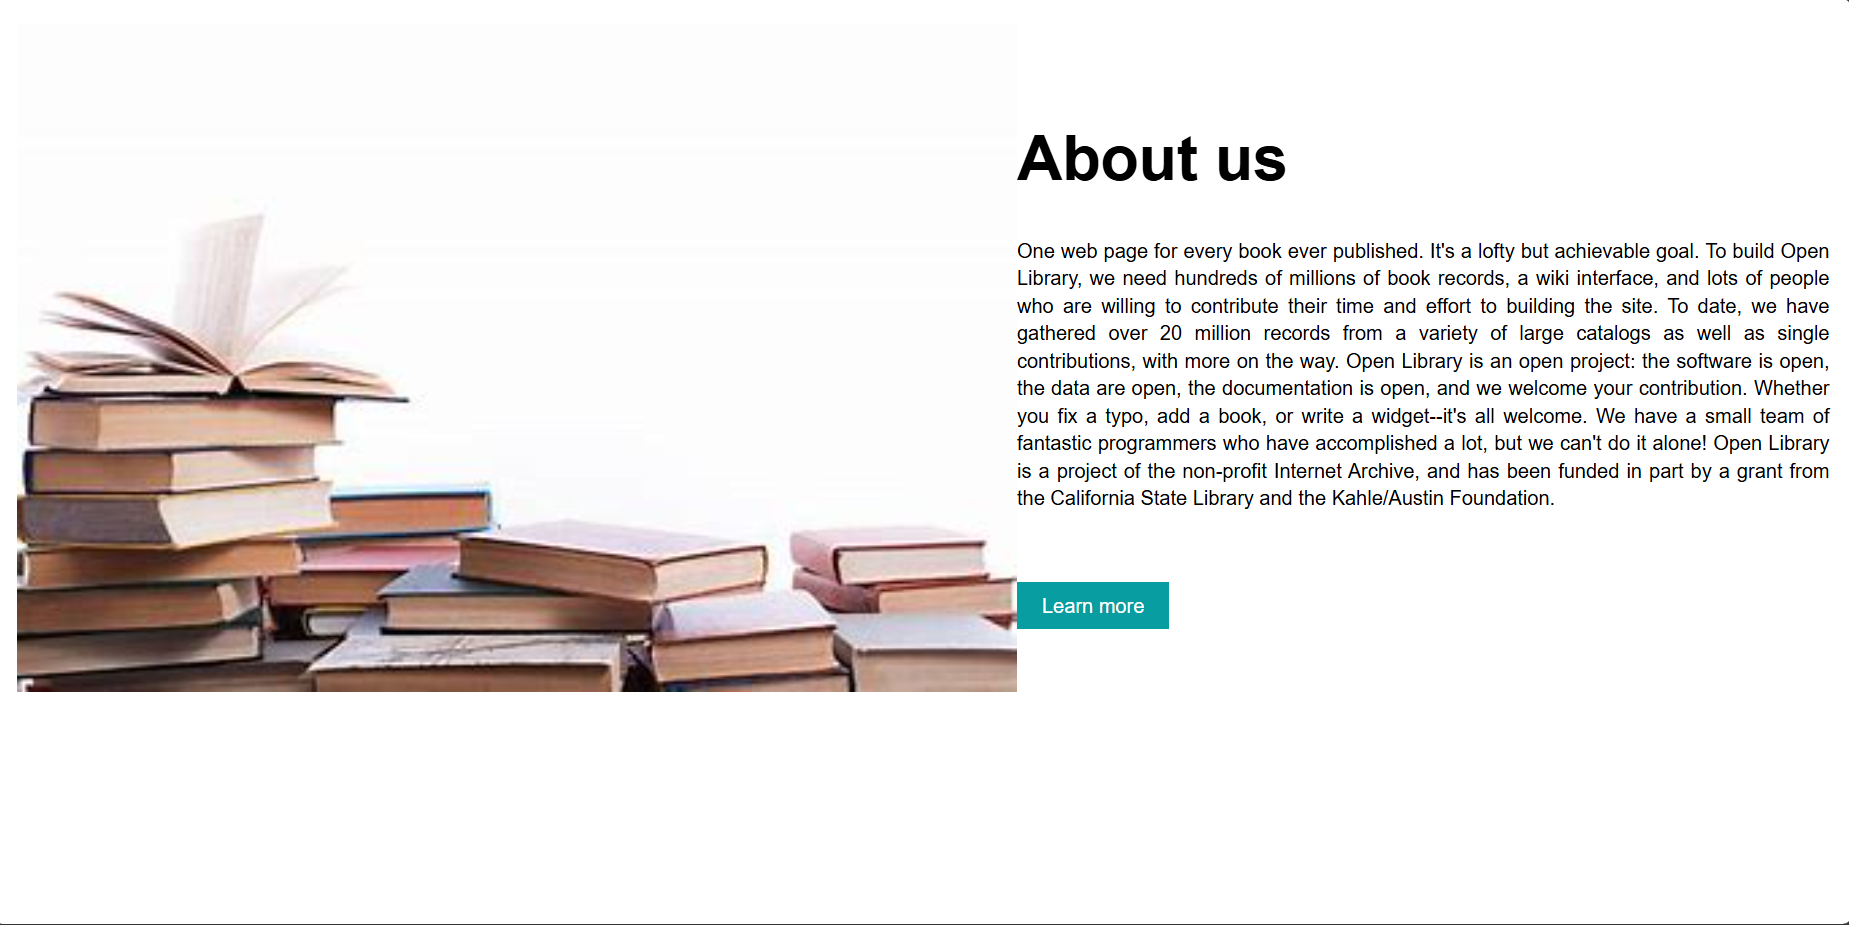 About us
One web page for every book ever published. It's a lofty but achievable goal. To build Open
Library, we need hundreds of millions of book records, a wiki interface, and lots of people
who are willing to contribute their time and effort to building the site. To date, we have
gathered over 20 million records from a variety of large catalogs as well as single
contributions, with more on the way. Open Library is an open project: the software is open,
the data are open, the documentation is open, and we welcome your contribution. Whether
you fix a typo, add a book, or write a widget--it's all welcome. We have a small team of
fantastic programmers who have accomplished a lot, but we can't do it alone! Open Library
is a project of the non-profit Internet Archive, and has been funded in part by a grant from
the California State Library and the Kahle/Austin Foundation.
Learn more